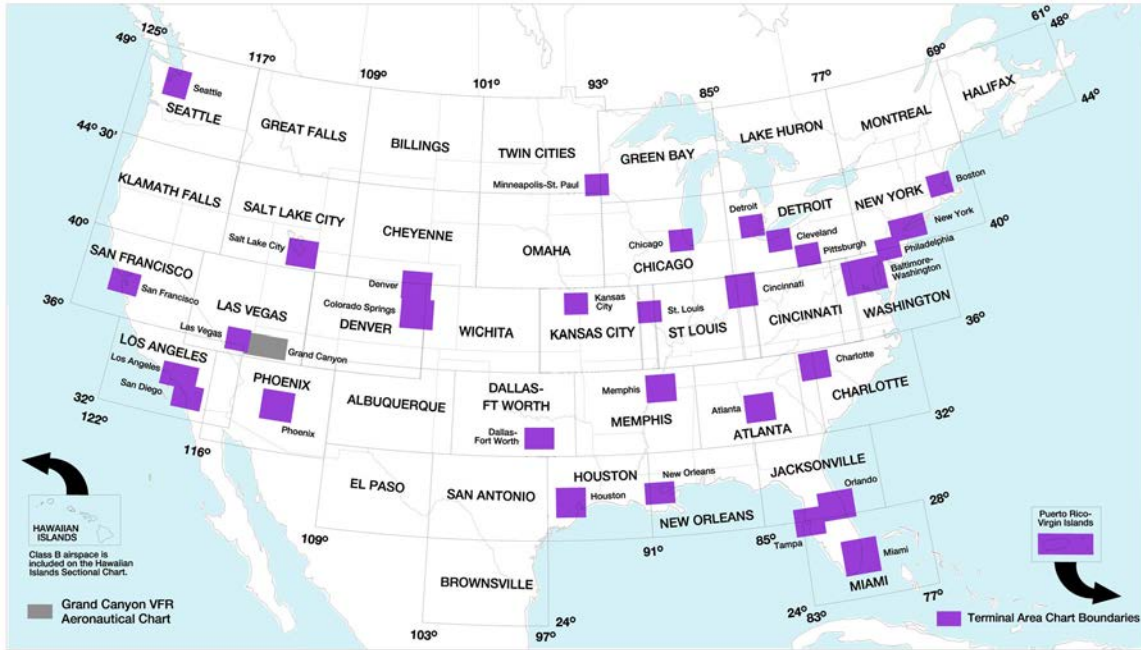 125°
49°
117°
109°
101°
93°
85°
77°
69°
61°
48°
44°
Seattle
SEATTLE
GREAT FALLS
BILLINGS
TWIN CITIES
Minneapolis-St. Paul
GREEN BAY
LAKE HURON
MONTREAL
HALIFAX
44° 30'
KLAMATH FALLS
SALT LAKE CITY
Salt Lake City
CHEYENNE
OMAHA
Chicago
CHICAGO
Detroit
DETROIT
Cleveland
Pittsburgh
NEW YORK
Boston
New York
Philadelphia
Baltimore-
Washington
40°
40°
SAN FRANCISCO
San Francisco
LAS VEGAS
Las Vegas
Grand Canyon
Denver
Colorado Springs
DENVER
WICHITA
Kansas
City
KANSAS CITY
St. Louis
ST LOUIS
Cincinnati
CINCINNATI
WASHINGTON
36°
36°
LOS ANGELES
Los Angeles
San Diego
PHOENIX
Phoenix
ALBUQUERQUE
DALLAS-
FT WORTH
Dallas-
Fort Worth
Memphis
MEMPHIS
Atlanta
ATLANTA
Charlotte
CHARLOTTE
32°
122°
116°
32°
EL PASO
SAN ANTONIO
HOUSTON
Houston
New Orleans
NEW ORLEANS
JACKSONVILLE
Orlando
Tampa
Miami
MIAMI
28°
109°
91°
85°
BROWNSVILLE
103°
97°
24°
24°
83°
77°
HAWAIIAN
ISLANDS
Class B airspace is
included on the Hawaiian
Islands Sectional Chart.
Grand Canyon VFR
Aeronautical Chart
Puerto Rico-
Virgin Islands
Terminal Area Chart Boundaries